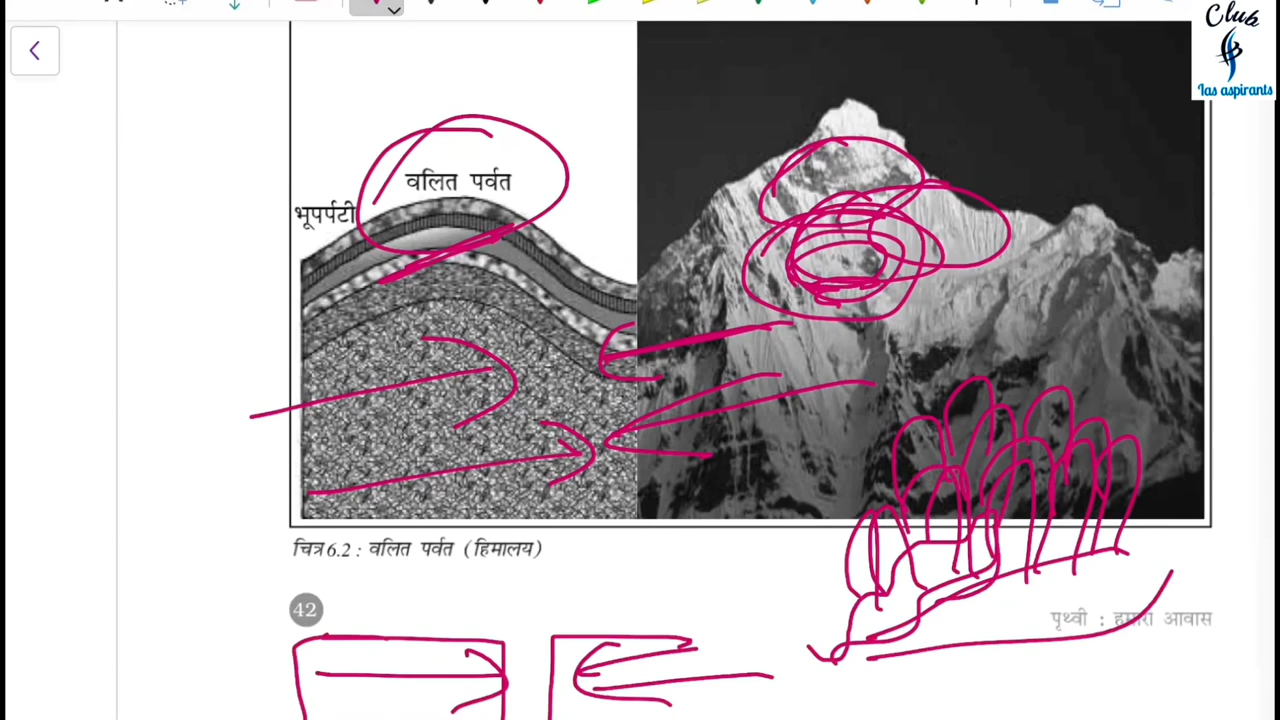 Club
Ias aspirants
वलित पर्वत
भूपर्पटी
चित्र 6.2 : वलित पर्वत (हिमालय)
42
पृथ्वी : हमारा आवास